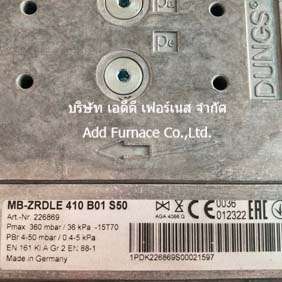 Pa
Pe
DUNGS
บริษัท เอดีดี เฟอร์เนส จำกัด
Add Furnace Co.,Ltd.
MB-ZRDLE 410 B01 S50
Art.-Nr. 226869
Pmax. 360 mbar / 36 kPa -15T70
PBr 4-50 mbar / 0,4-5 kPa
EN 161 Kl A Gr 2 EN 88-1
Made in Germany
AGA 4066 G
CE 0036
012322
EAC
1PDK226869S00021597